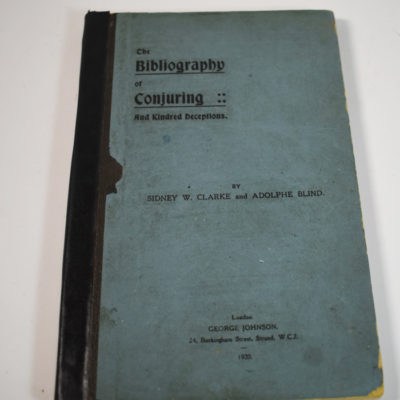 The
Bibliography
of
Conjuring ::
And Kindred Deceptions.
BY
SIDNEY W. CLARKE and ADOLPHE BLIND.
London
GEORGE JOHNSON,
24, Buckingham Street, Strand, W.C.2.
1920.